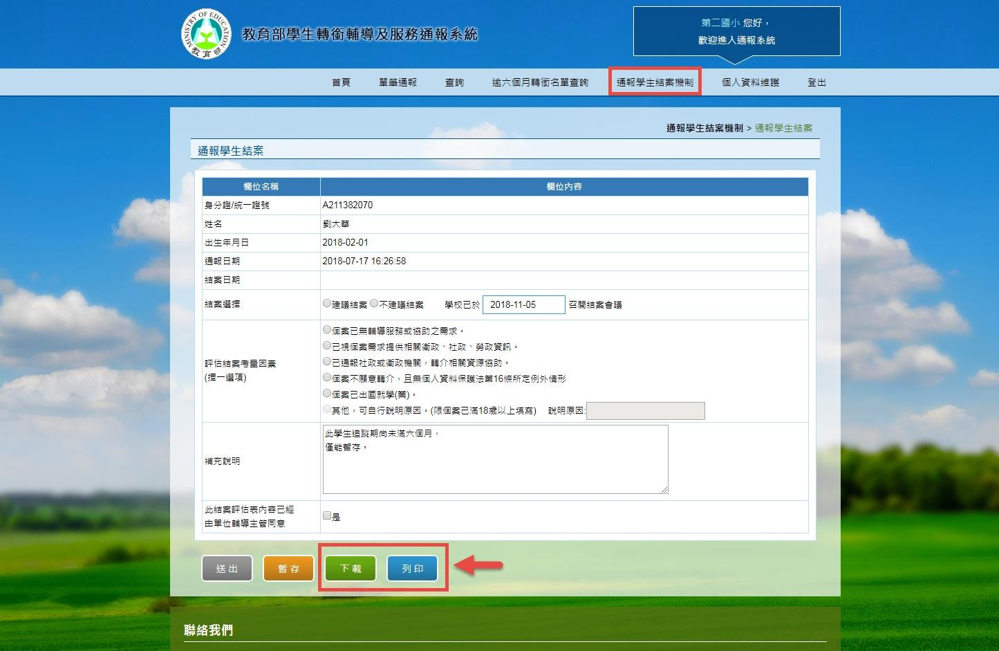 MINISTRY OF EDUCATION
教育部
教育部學生轉銜輔導及服務通報系統
第二國小 您好，
歡迎進入通報系統
首頁 單筆通報 查詢 逾六個月轉銜名單查詢 通報學生結案機制 個人資料維護 登出
通報學生結案機制 > 通報學生結案
通報學生結案
欄位名稱 欄位內容
身分證/統一證號 A211382070
姓名 劉大華
出生年月日 2018-02-01
通報日期 2018-07-17 16:26:58
結案日期
結案選擇 建議結案 不建議結案 學校已於 2018-11-05 召開結案會議
個案已無輔導服務或協助之需求。
已視個案需求提供相關衛政、社政、勞政資訊。
評估結案考量因素
(擇一選項)
已通報社政或衛政機關，轉介相關資源協助。
個案不願意轉介，且無個人資料保護法第16條所定例外情形
個案已出國就學(業)。
其他，可自行說明原因。(限個案已滿18歲以上填寫) 說明原因:
此學生追蹤期尚未滿六個月，
僅能暫存。
補充說明
此結案評估表內容已經
由單位輔導主管同意
是
送出 暫存 下載 列印
聯絡我們